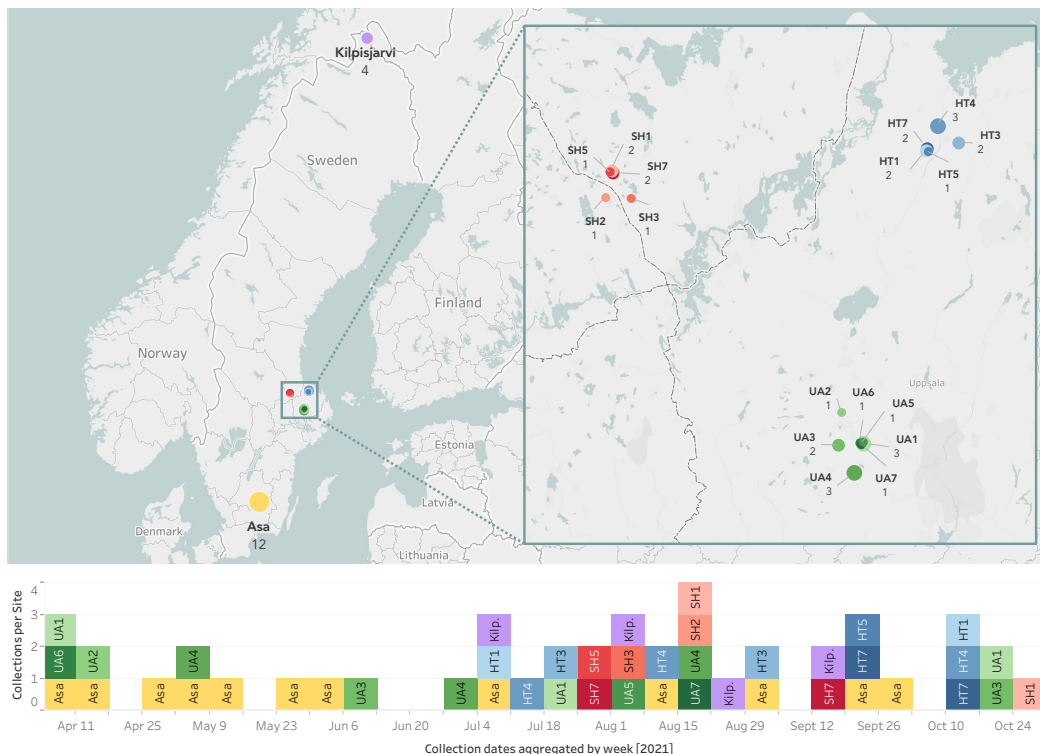 Kilpisjarvi
4
Sweden
Finland
Norway
Estonia
Latvia
Denmark
Lithuania
Asa
12
SH1
2
SH5
1
SH7
2
SH2
1
SH3
1
HT4
3
HT7
2
HT3
2
HT1
2
HT5
1
Uppsala
UA2
1
UA6
1
UA5
1
UA3
2
UA1
3
UA4
3
UA7
1
Collections per Site
4
3
2
1
0
UA1
UA6
Asa
UA2
Asa
Asa
UA4
Asa
Asa
Asa
Asa
UA3
UA4
Kilp.
HT1
Asa
HT4
HT3
UA1
SH5
SH7
Kilp.
SH3
UA5
HT4
Asa
SH1
SH2
UA4
UA7
Kilp.
HT3
Asa
Kilp.
SH7
HT5
HT7
Asa
Asa
HT1
HT4
HT7
UA1
UA3
SH1
Apr 11 Apr 25 May 9 May 23 Jun 6 Jun 20 Jul 4 Jul 18 Aug 1 Aug 15 Aug 29 Sept 12 Sept 26 Oct 10 Oct 24
Collection dates aggregated by week [2021]